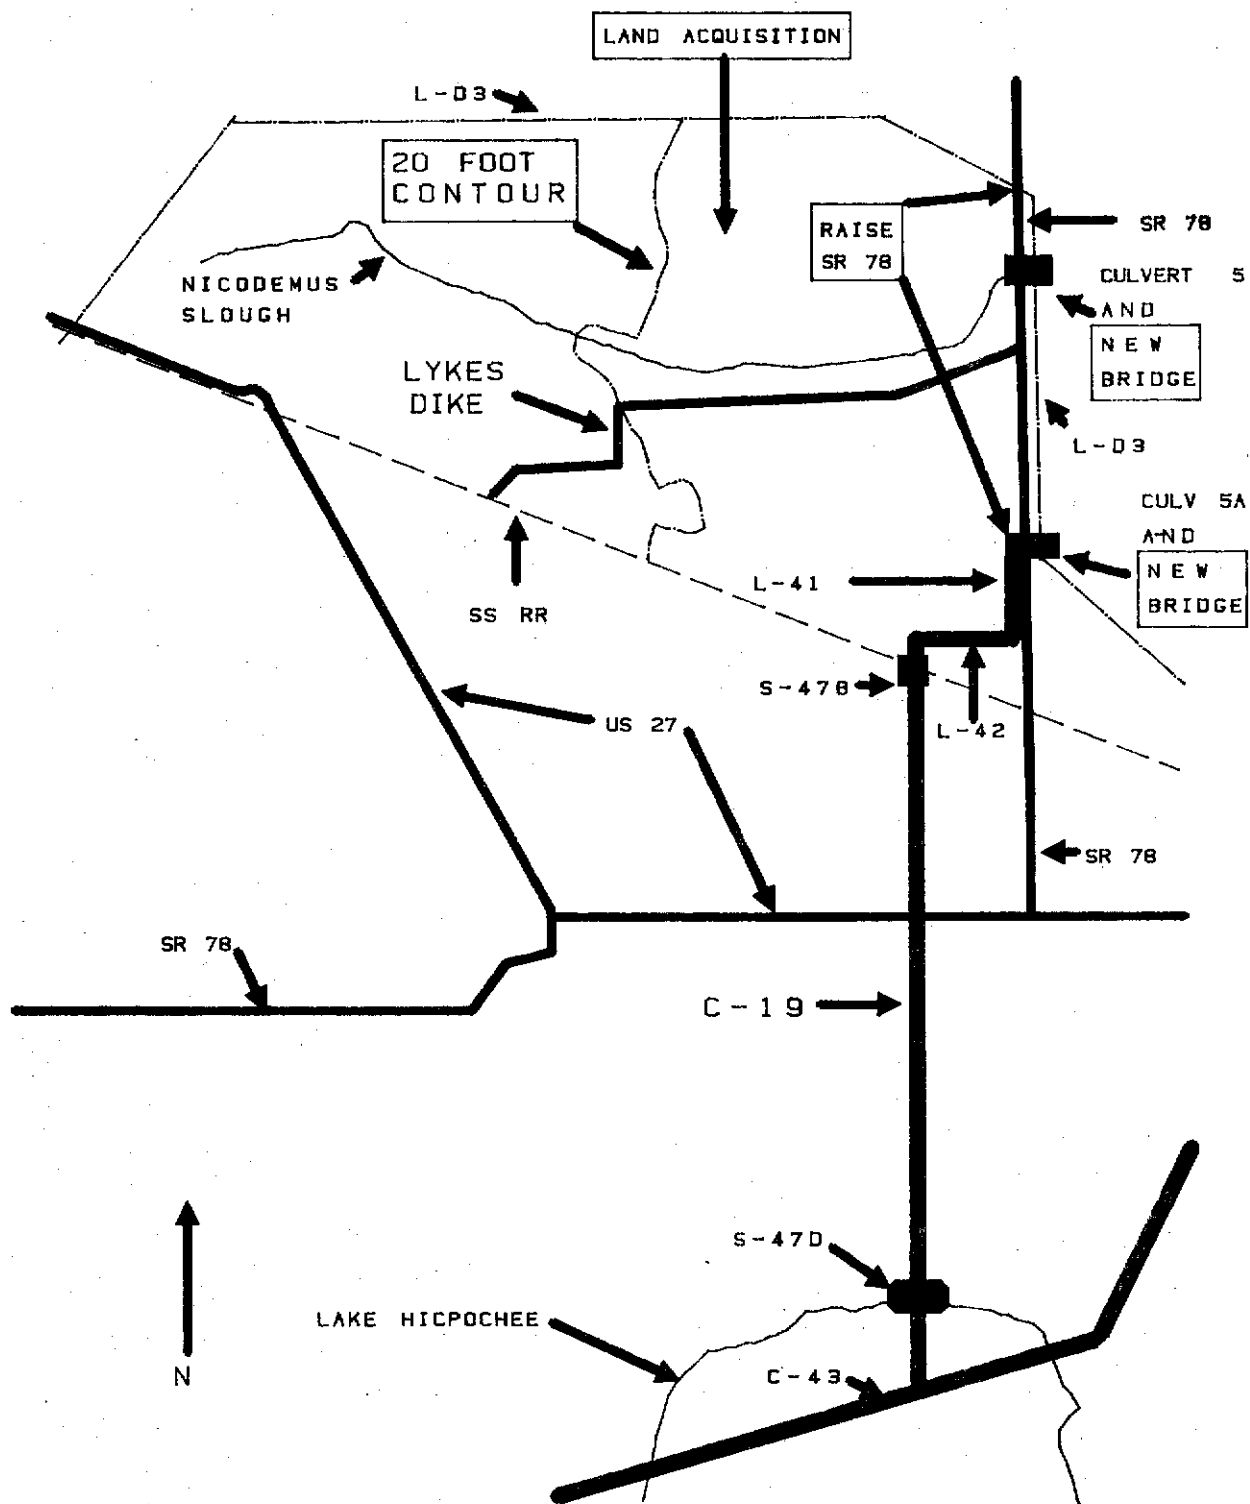 LAND ACQUISITION
L-D3
20 FOOT
CONTOUR
RAISE
SR 78
SR 78
NICODEMUS
SLOUGH
CULVERT 5
AND
NEW
BRIDGE
LYKES
DIKE
L-D3
CULV 5A
AND
NEW
BRIDGE
L-41
SS RR
S-47B
US 27
L-42
SR 78
SR 78
C-19
S-47D
LAKE HICPOCHEE
N
C-43